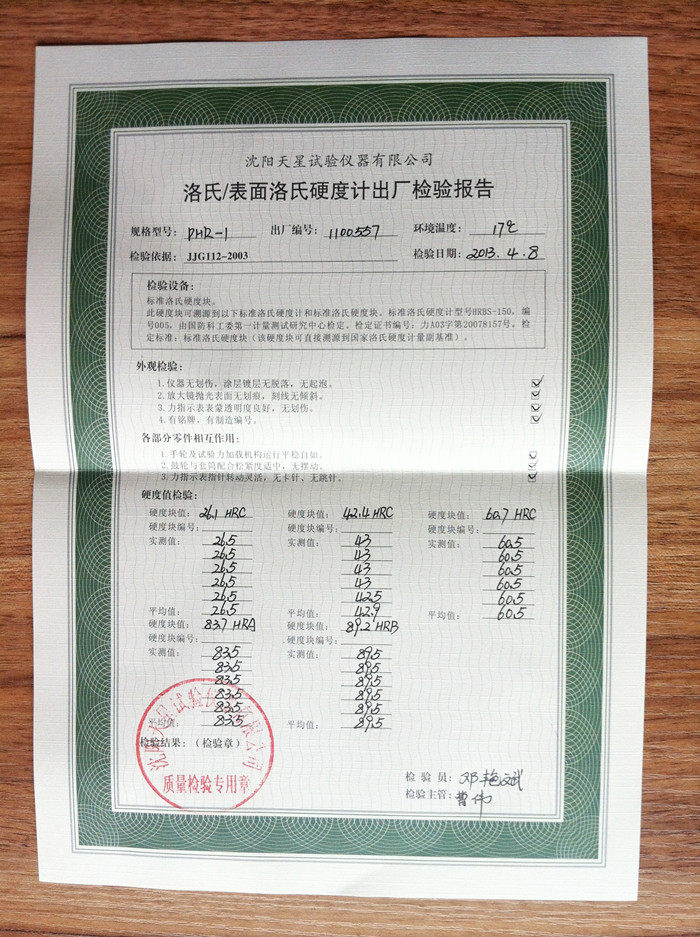 沈阳天星试验仪器有限公司
洛氏/表面洛氏硬度计出厂检验报告
规格型号: PHR-1 出厂编号: 1100557 环境温度: 17℃
检验依据: JJG112-2003 检验日期: 2013.4.8
检验设备:
标准洛氏硬度块。
此硬度块可溯源到以下标准洛氏硬度计和标准洛氏硬度块。标准洛氏硬度计型号HRBS-150，编
号005，由国防科工委第一计量测试研究中心检定。检定证书编号：力A03字第20078157号。检
定标准：标准洛氏硬度块（该硬度块可直接溯源到国家洛氏硬度计量副基准）。
外观检验:
1.仪器无划伤，涂层镀层无脱落，无起泡。
2.放大镜抛光表面无划痕，刻线无倾斜。
3.力指示表表蒙透明度良好，无划伤。
4.有铭牌，有制造编号。
各部分零件相互作用:
1.手轮及试验力加载机构运行平稳自如。
2.鼓轮与套筒配合松紧度适中，无摆动。
3.力指示表指针转动灵活，无卡针、无跳针。
硬度值检验:
硬度块值: 26.1 HRC 硬度块值: 42.4 HRC 硬度块值: 60.7 HRC
硬度块编号: 硬度块编号: 硬度块编号:
实测值: 26.5 实测值: 43 实测值: 60.5
26.5 43 60.5
26.5 43 60.5
26.5 43 60.5
26.5 42.5 60.5
平均值: 26.5 平均值: 42.9 平均值: 60.5
硬度块值: 83.7 HRA 硬度块值: 89.2 HRB
硬度块编号: 硬度块编号:
实测值: 83.5 实测值: 89.5
83.5 89.5
83.5 89.5
83.5 89.5
83.5 89.5
平均值: 83.5 平均值: 89.5
检验结果: （检验章）
沈阳天星试验仪器有限公司
质量检验专用章
检 验 员: 邓艳斌
检验主管: 曹伟